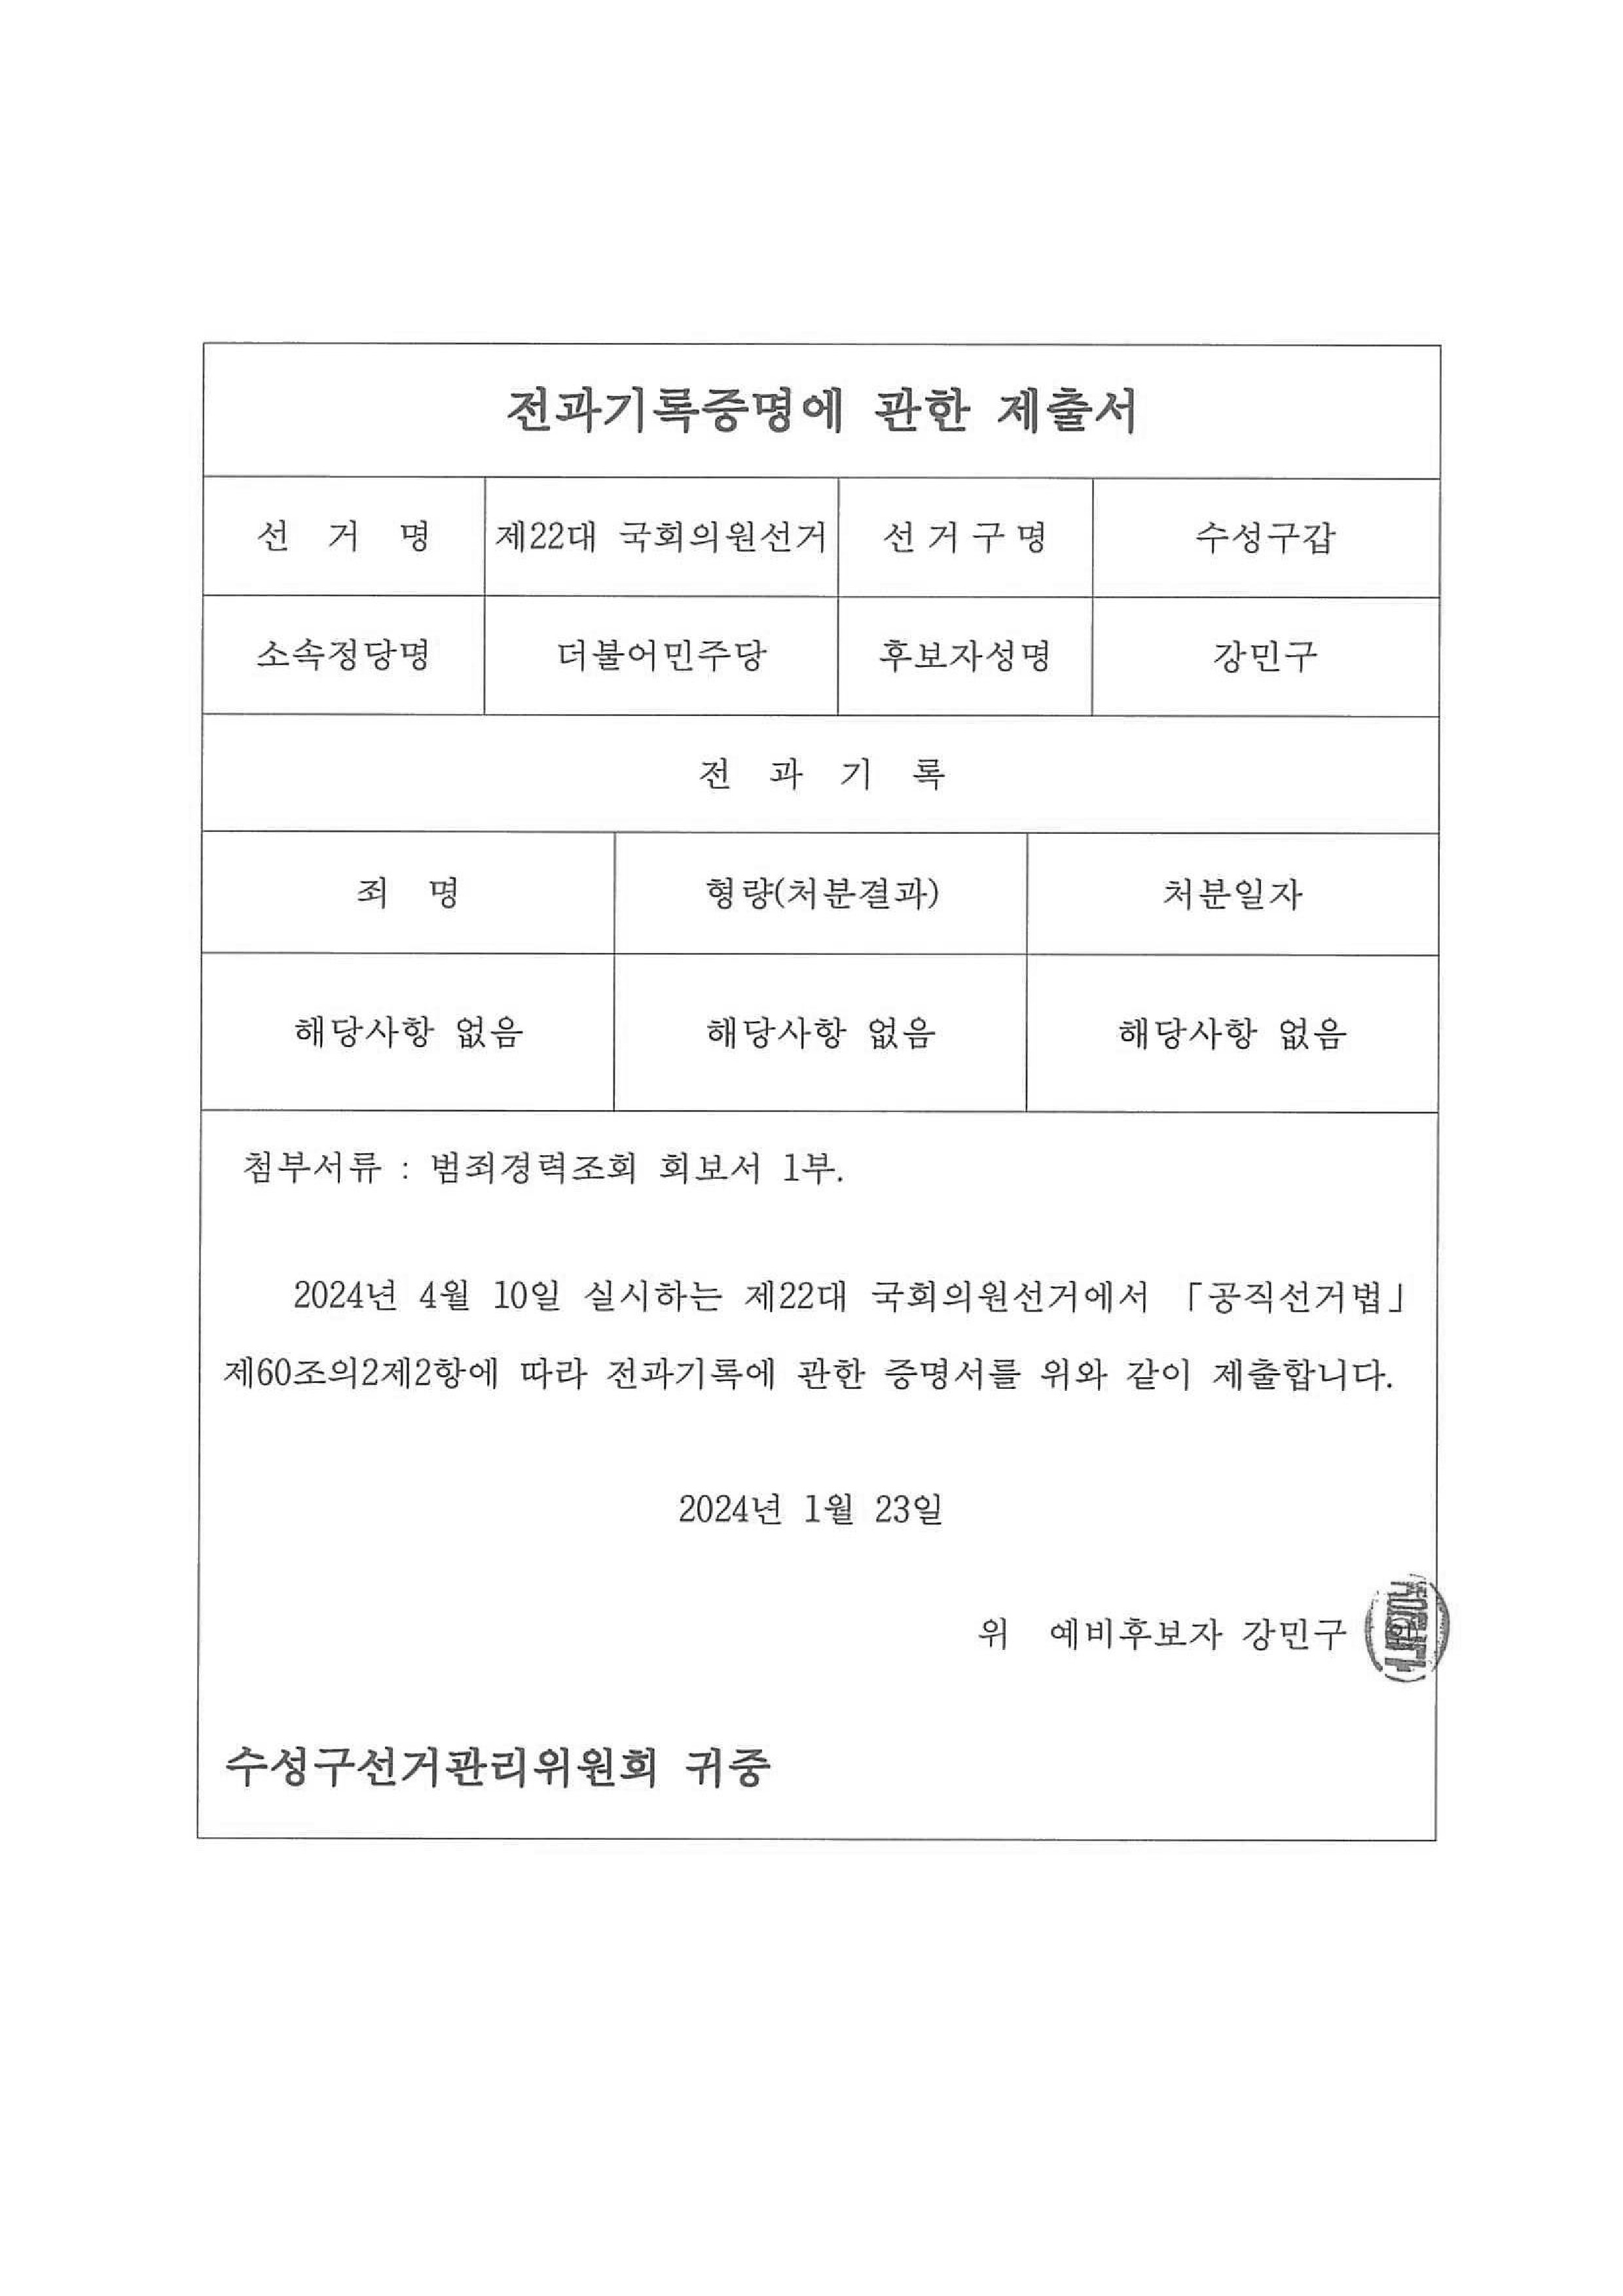 전과기록증명에 관한 제출서
선 거 명 제22대 국회의원선거 선거구명 수성구갑
소속정당명 더불어민주당 후보자성명 강민구
전 과 기 록
죄 명 형량(처분결과) 처분일자
해당사항 없음 해당사항 없음 해당사항 없음
첨부서류 : 범죄경력조회 회보서 1부.
2024년 4월 10일 실시하는 제22대 국회의원선거에서 「공직선거법」
제60조의2제2항에 따라 전과기록에 관한 증명서를 위와 같이 제출합니다.
2024년 1월 23일
위 예비후보자 강민구
수성구선거관리위원회 귀중